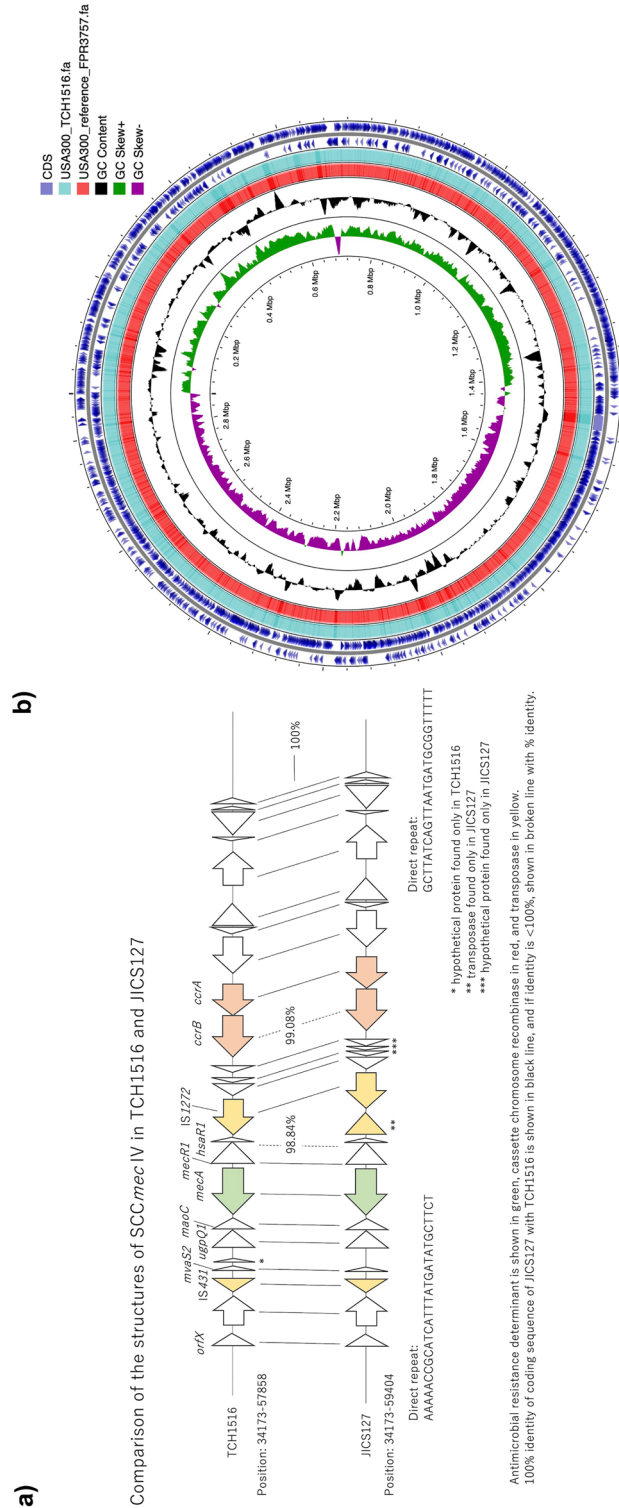 a)
Comparison of the structures of SCCmec IV in TCH1516 and JICS127
orfX
IS431
mvaS2
ugpQ1
maoC
mecA
mecR1
hsaR1
IS1272
ccrB
ccrA
TCH1516
Position: 34173-57858
*
98.84%
99.08%
100%
JICS127
Position: 34173-59404
**
***
Direct repeat:
AAAAACCGCATCATTTATGATATGCTTCT
Direct repeat:
GCTTATCAGTTAATGATGCGGTTTTT
* hypothetical protein found only in TCH1516
** transposase found only in JICS127
*** hypothetical protein found only in JICS127
Antimicrobial resistance determinant is shown in green, cassette chromosome recombinase in red, and transposase in yellow.
100% identity of coding sequence of JICS127 with TCH1516 is shown in black line, and if identity is <100%, shown in broken line with % identity.
b)
CDS
USA300_TCH1516.fa
USA300_reference_FPR3757.fa
GC Content
GC Skew+
GC Skew-
0.2 Mbp
0.4 Mbp
0.6 Mbp
0.8 Mbp
1.0 Mbp
1.2 Mbp
1.4 Mbp
1.6 Mbp
1.8 Mbp
2.0 Mbp
2.2 Mbp
2.4 Mbp
2.6 Mbp
2.8 Mbp